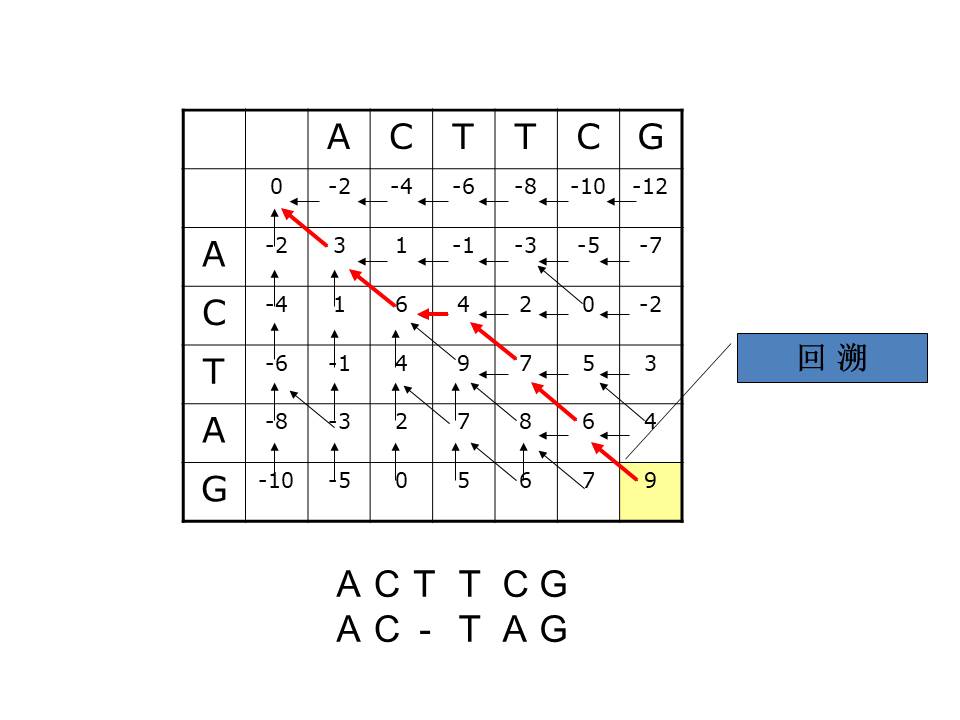 A C T T C G
0 -2 -4 -6 -8 -10 -12
A -2 3 1 -1 -3 -5 -7
C -4 1 6 4 2 0 -2
T -6 -1 4 9 7 5 3
回 溯
A -8 -3 2 7 8 6 4
G -10 -5 0 5 6 7 9
A C T T C G
A C - T A G